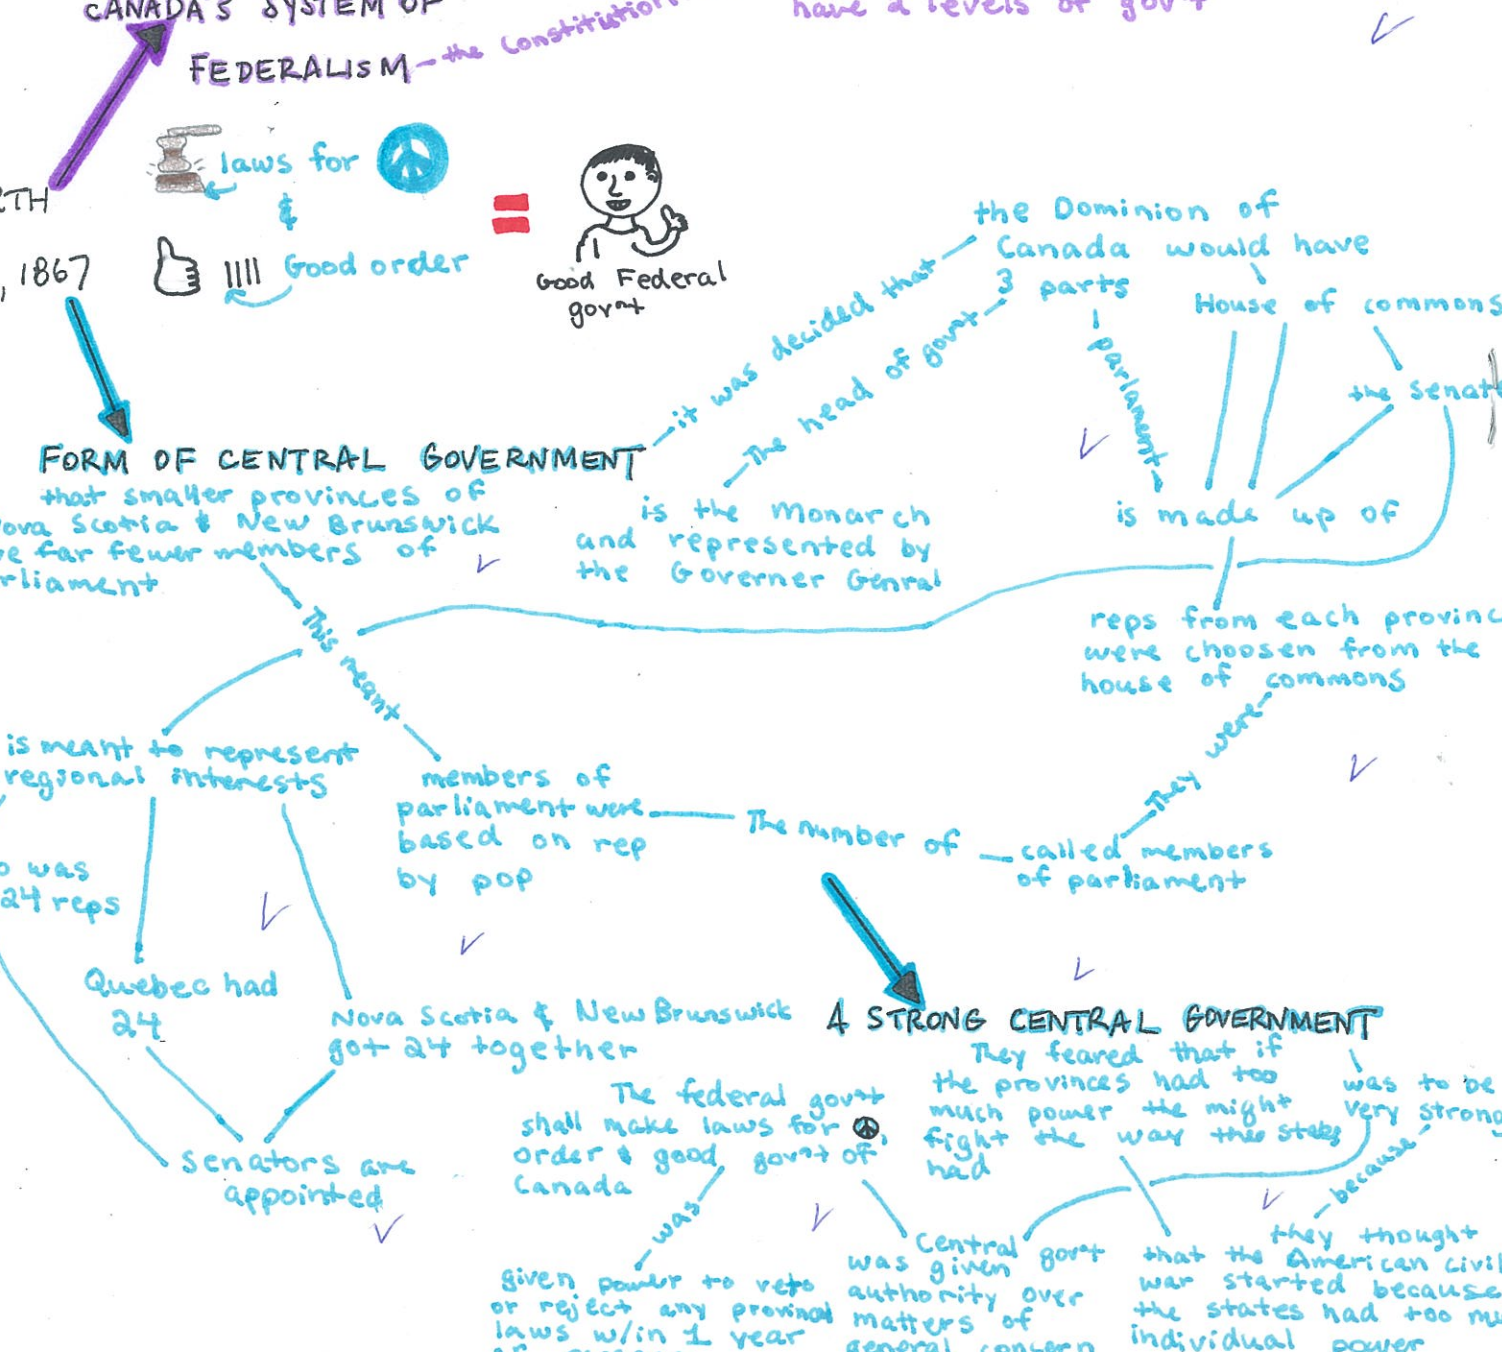 CANADA'S SYSTEM OF
FEDERALISM
the Constitution
have 2 levels of gov't
laws for
&
Good order
Good Federal
gov'nt
1867
FORM OF CENTRAL GOVERNMENT
it was decided that
the Dominion of
Canada would have
3 parts
House of commons
the Senate
parlament
is made up of
The head of gov't
is the Monarch
and represented by
the Governer Genral
that smaller provinces of
Nova Scotia & New Brunswick
far fewer members of
This meant
reps from each
were choosen from the
house of commons
They were
called members
of parliament
The number of
members of
parliament were
based on rep
by pop
is meant to represent
regional interests
was
24 reps
Quebec had
24
Nova Scotia & New Brunswick
got 24 together
Senators are
appointed
A STRONG CENTRAL GOVERNMENT
was to be
very strong
because
they thought
that the American civil
war started because
the states had too
individual power
They feared that if
the provinces had too
much power the might
fight the way the states
had
Central gov't
was given
authority over
matters of
general concern
The federal gov't
shall make laws for
order & good gov't of
Canada
was
given power to veto
or reject any provinal
laws w/in 1 year